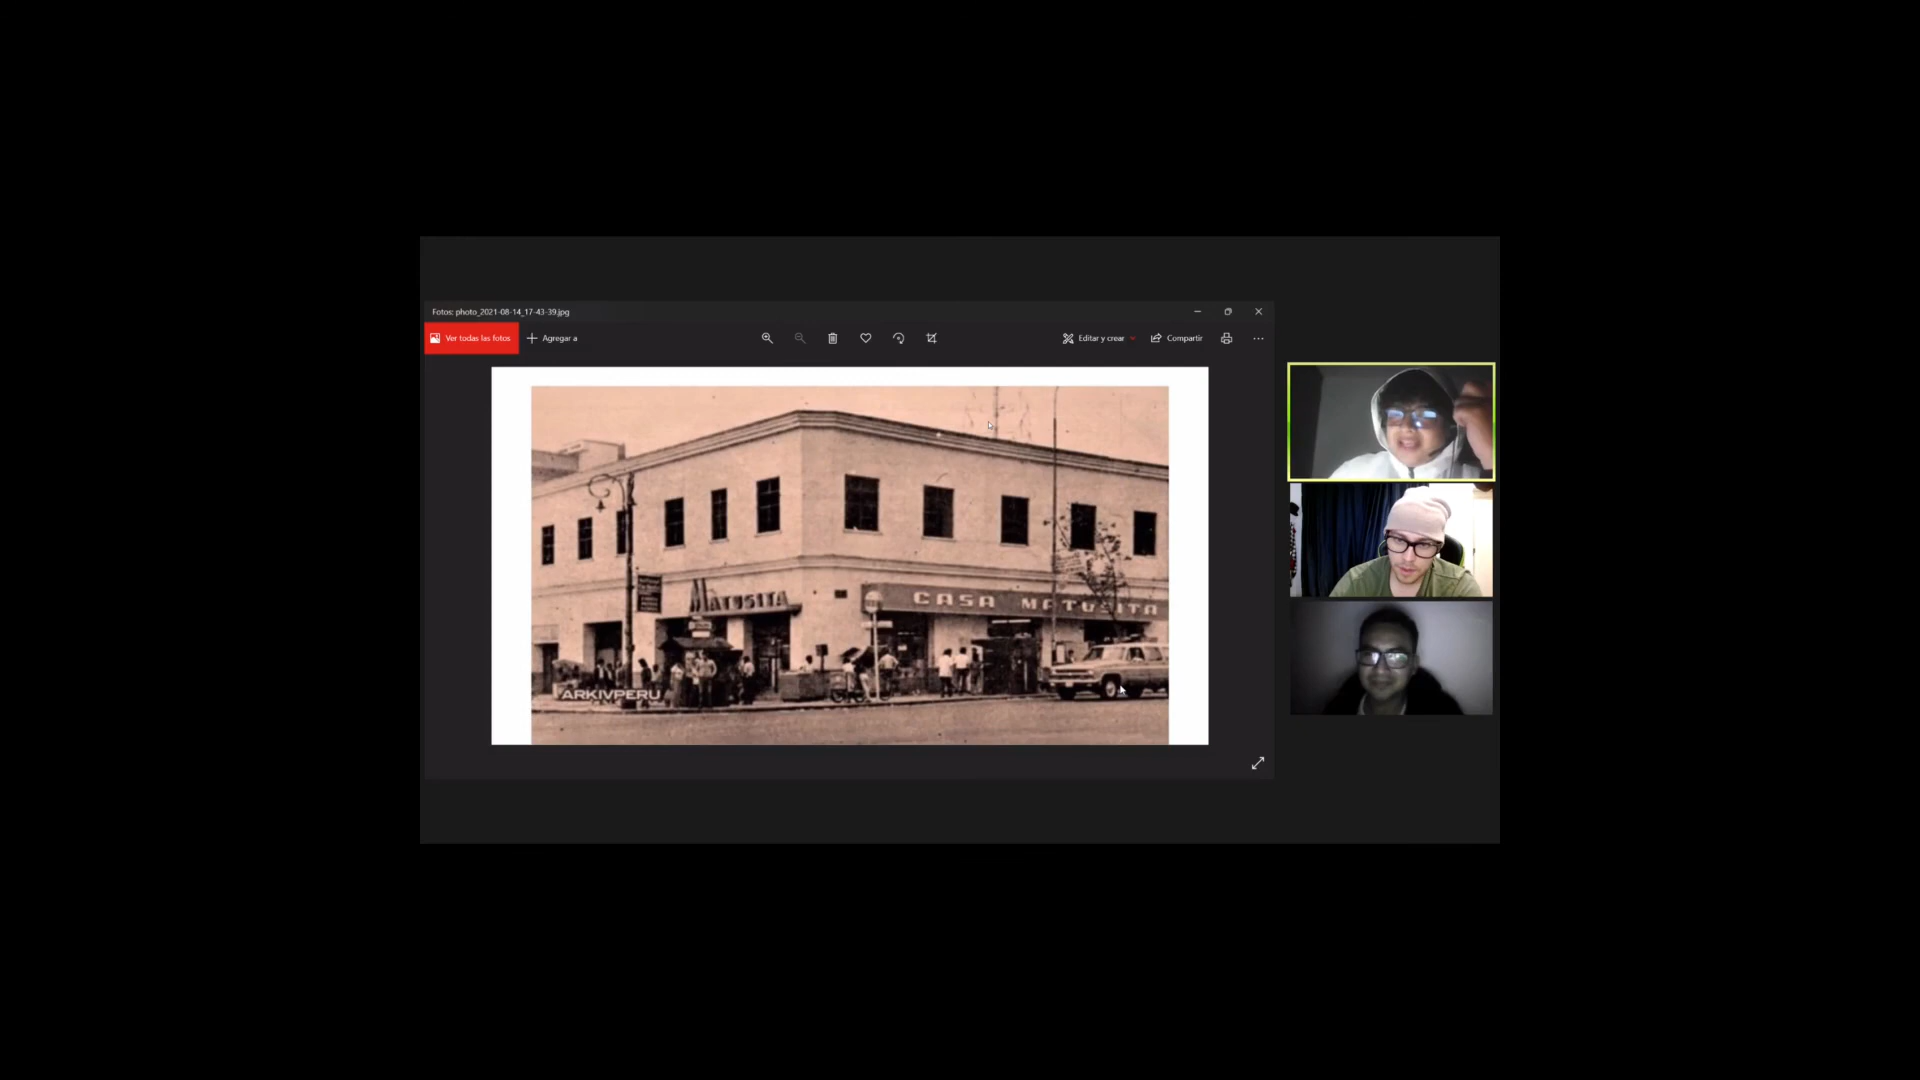 Fotos: photo_2021-08-14_17-43-39.jpg
Ver todas las fotos
Agregar a
Editar y crear
Compartir
MATUSITA
CASA MATUSITA
ARKIVPERU